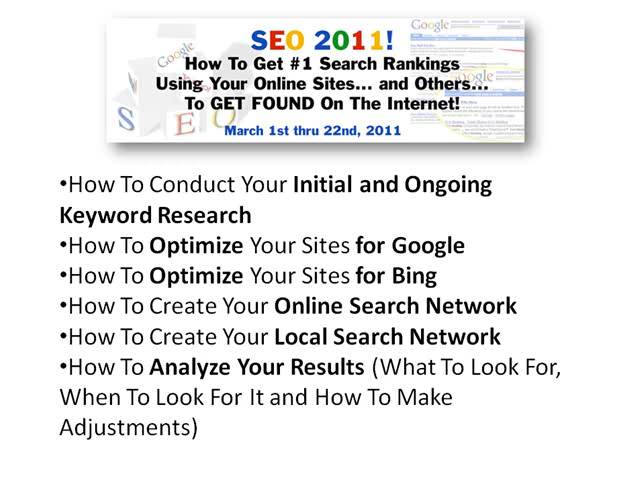 SEO 2011!
How To Get #1 Search Rankings
Using Your Online Sites... and Others...
To GET FOUND On The Internet!
March 1st thru 22nd, 2011
Google
Google
Google
S E O
•How To Conduct Your Initial and Ongoing
Keyword Research
•How To Optimize Your Sites for Google
•How To Optimize Your Sites for Bing
•How To Create Your Online Search Network
•How To Create Your Local Search Network
•How To Analyze Your Results (What To Look For,
When To Look For It and How To Make
Adjustments)